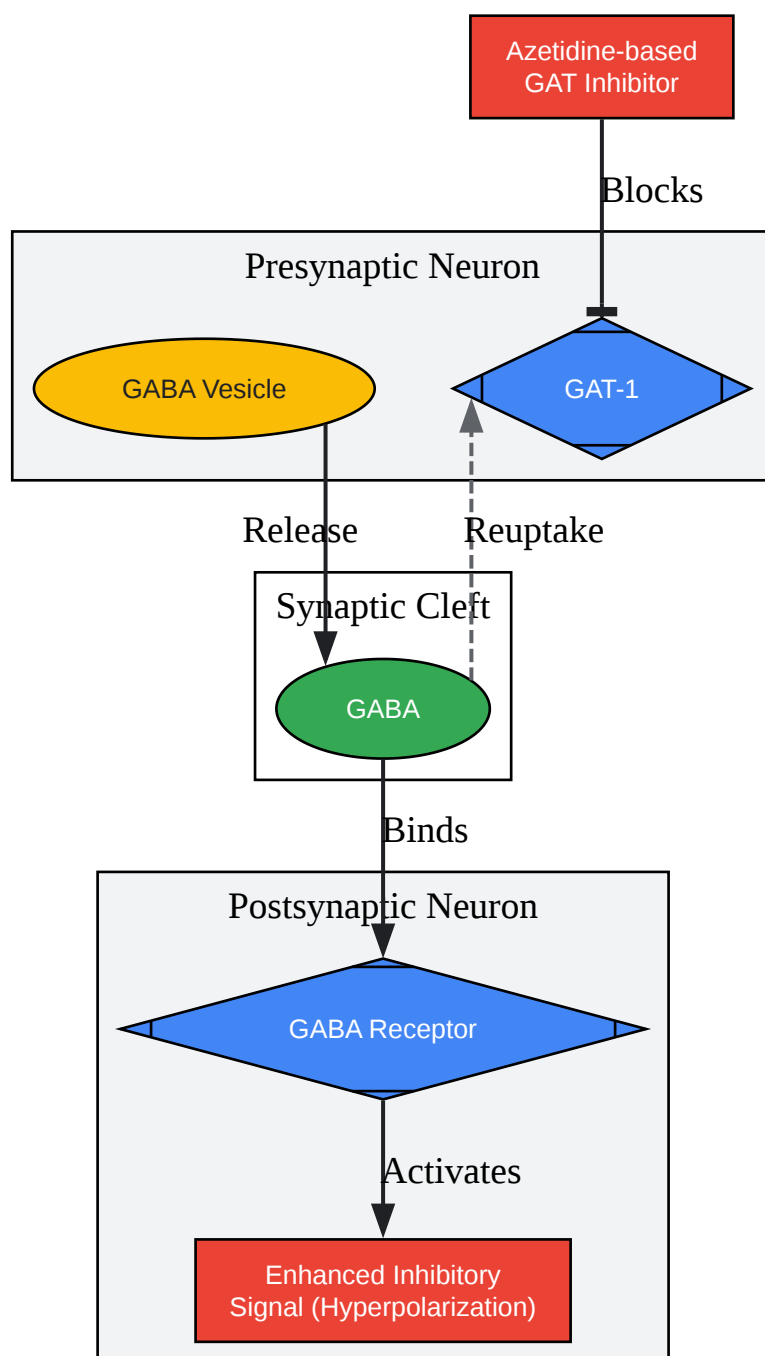 Azetidine-based
GAT Inhibitor
Blocks
Presynaptic Neuron
GABA Vesicle
GAT-1
Release
Reuptake
Synaptic Cleft
GABA
Binds
Postsynaptic Neuron
GABA Receptor
Activates
Enhanced Inhibitory
Signal (Hyperpolarization)